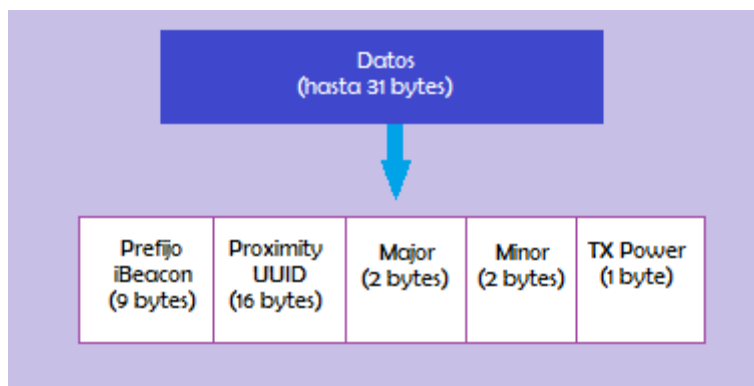 Datos
(hasta 31 bytes)
Prefijo
iBeacon
(9 bytes)
Proximity
UUID
(16 bytes)
Major
(2 bytes)
Minor
(2 bytes)
TX Power
(1 byte)